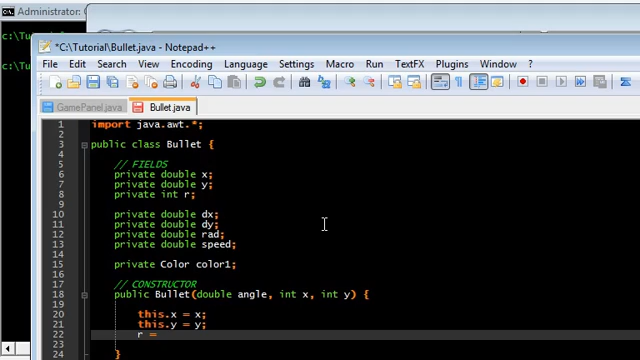 Administrator: C
c:\Tu
c:\Tu
*C:\Tutorial\Bullet.java - Notepad++
File Edit Search View Encoding Language Settings Macro Run TextFX Plugins Window ?
GamePanel.java Bullet.java
1 import java.awt.*;
2
3 public class Bullet {
4
5 // FIELDS
6 private double x;
7 private double y;
8 private int r;
9
10 private double dx;
11 private double dy;
12 private double rad;
13 private double speed;
14
15 private Color color1;
16
17 // CONSTRUCTOR
18 public Bullet(double angle, int x, int y) {
19
20 this.x = x;
21 this.y = y;
22 r =
23
24 }